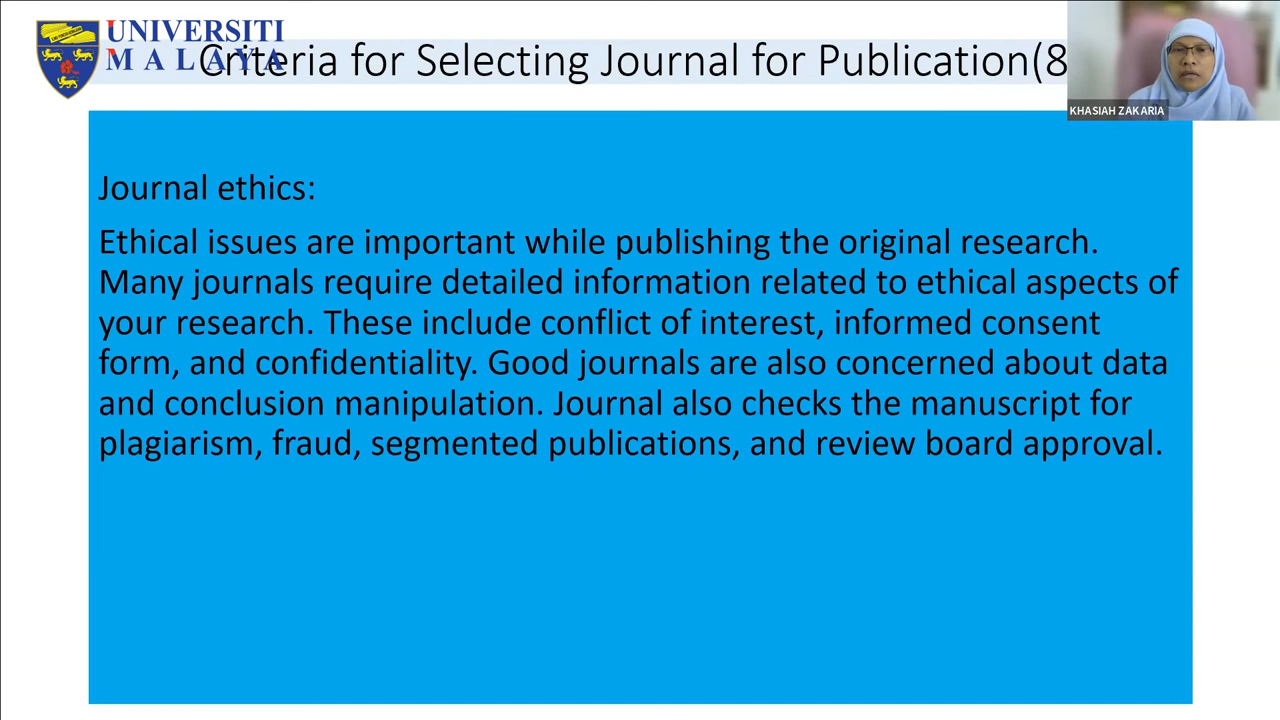 UNIVERSITI
MALAYA
Criteria for Selecting Journal for Publication(8
KHASIAH ZAKARIA
Journal ethics:
Ethical issues are important while publishing the original research.
Many journals require detailed information related to ethical aspects of
your research. These include conflict of interest, informed consent
form, and confidentiality. Good journals are also concerned about data
and conclusion manipulation. Journal also checks the manuscript for
plagiarism, fraud, segmented publications, and review board approval.